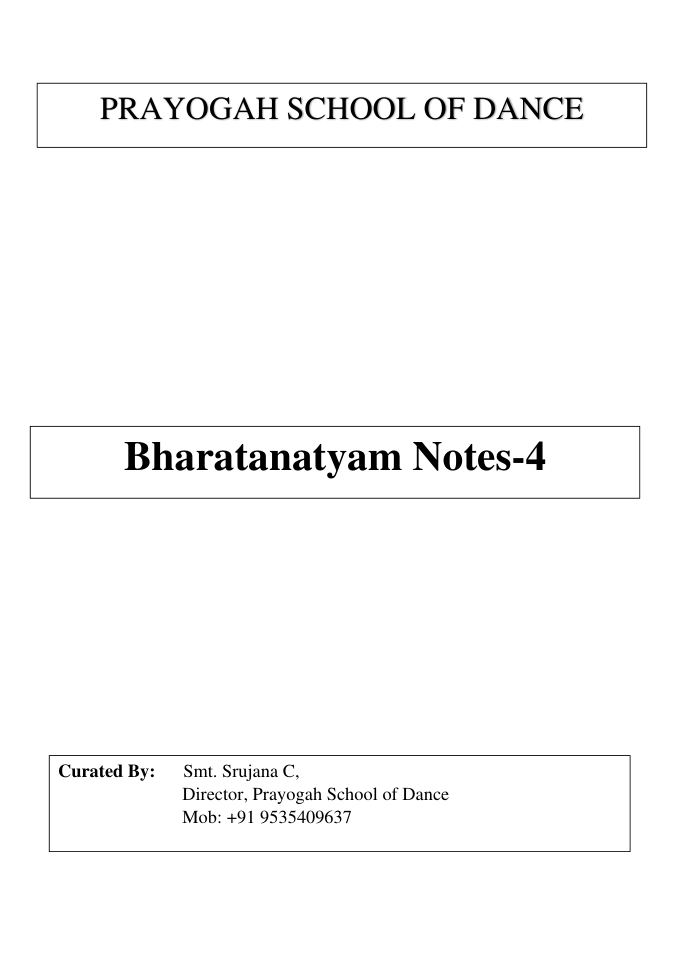 PRAYOGAH SCHOOL OF DANCE
Bharatanatyam Notes-4
Curated By: Smt. Srujana C,
Director, Prayogah School of Dance
Mob: +91 9535409637